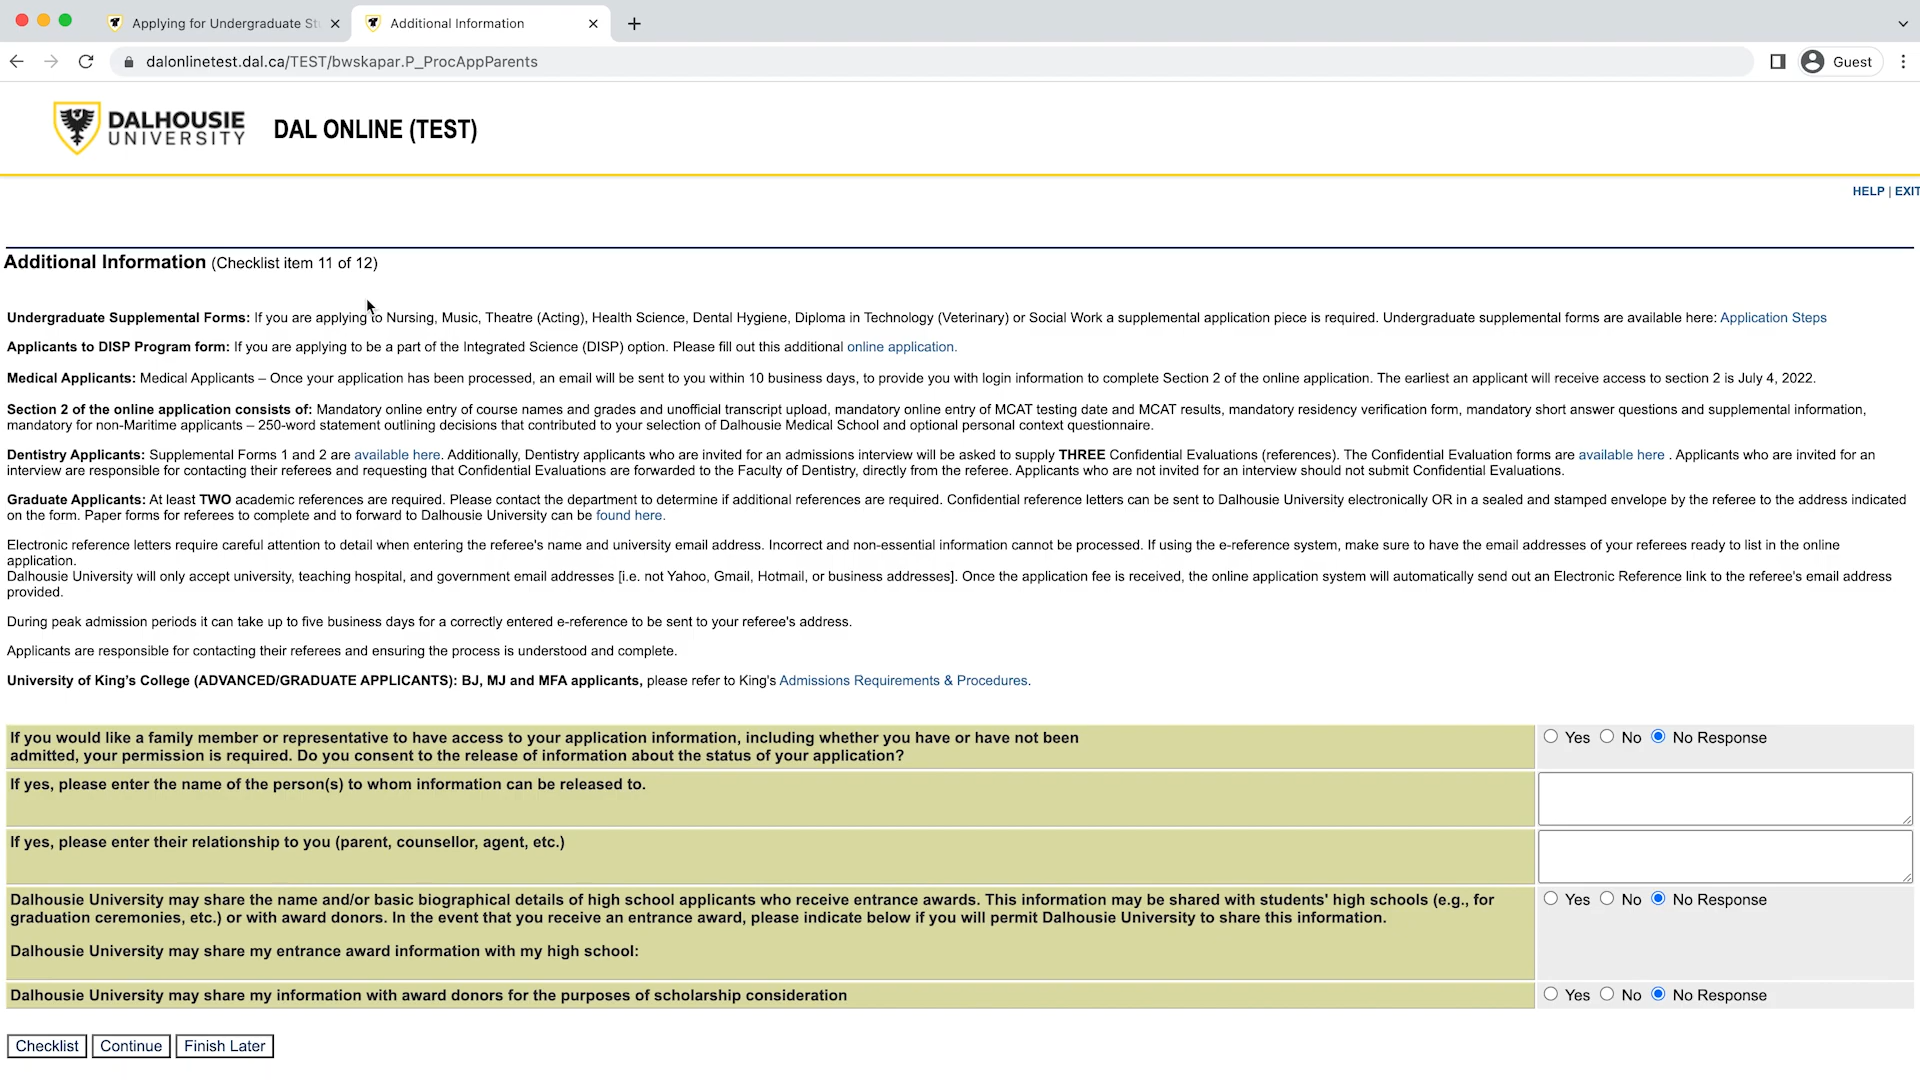 Applying for Undergraduate St
Additional Information
dalonlinetest.dal.ca/TEST/bwskapar.P_ProcAppParents
Guest
DALHOUSIE
UNIVERSITY
DAL ONLINE (TEST)
HELP | EXIT
Additional Information (Checklist item 11 of 12)
Undergraduate Supplemental Forms: If you are applying to Nursing, Music, Theatre (Acting), Health Science, Dental Hygiene, Diploma in Technology (Veterinary) or Social Work a supplemental application piece is required. Undergraduate supplemental forms are available here: Application Steps
Applicants to DISP Program form: If you are applying to be a part of the Integrated Science (DISP) option. Please fill out this additional online application.
Medical Applicants: Medical Applicants – Once your application has been processed, an email will be sent to you within 10 business days, to provide you with login information to complete Section 2 of the online application. The earliest an applicant will receive access to section 2 is July 4, 2022.
Section 2 of the online application consists of: Mandatory online entry of course names and grades and unofficial transcript upload, mandatory online entry of MCAT testing date and MCAT results, mandatory residency verification form, mandatory short answer questions and supplemental information,
mandatory for non-Maritime applicants – 250-word statement outlining decisions that contributed to your selection of Dalhousie Medical School and optional personal context questionnaire.
Dentistry Applicants: Supplemental Forms 1 and 2 are available here. Additionally, Dentistry applicants who are invited for an admissions interview will be asked to supply THREE Confidential Evaluations (references). The Confidential Evaluation forms are available here . Applicants who are invited for an
interview are responsible for contacting their referees and requesting that Confidential Evaluations are forwarded to the Faculty of Dentistry, directly from the referee. Applicants who are not invited for an interview should not submit Confidential Evaluations.
Graduate Applicants: At least TWO academic references are required. Please contact the department to determine if additional references are required. Confidential reference letters can be sent to Dalhousie University electronically OR in a sealed and stamped envelope by the referee to the address indicated
on the form. Paper forms for referees to complete and to forward to Dalhousie University can be found here.
Electronic reference letters require careful attention to detail when entering the referee's name and university email address. Incorrect and non-essential information cannot be processed. If using the e-reference system, make sure to have the email addresses of your referees ready to list in the online
application.
Dalhousie University will only accept university, teaching hospital, and government email addresses [i.e. not Yahoo, Gmail, Hotmail, or business addresses]. Once the application fee is received, the online application system will automatically send out an Electronic Reference link to the referee's email address
provided.
During peak admission periods it can take up to five business days for a correctly entered e-reference to be sent to your referee's address.
Applicants are responsible for contacting their referees and ensuring the process is understood and complete.
University of King's College (ADVANCED/GRADUATE APPLICANTS): BJ, MJ and MFA applicants, please refer to King's Admissions Requirements & Procedures.
If you would like a family member or representative to have access to your application information, including whether you have or have not been
admitted, your permission is required. Do you consent to the release of information about the status of your application?
Yes No No Response
If yes, please enter the name of the person(s) to whom information can be released to.
If yes, please enter their relationship to you (parent, counsellor, agent, etc.)
Dalhousie University may share the name and/or basic biographical details of high school applicants who receive entrance awards. This information may be shared with students' high schools (e.g., for
graduation ceremonies, etc.) or with award donors. In the event that you receive an entrance award, please indicate below if you will permit Dalhousie University to share this information.
Dalhousie University may share my entrance award information with my high school:
Yes No No Response
Dalhousie University may share my information with award donors for the purposes of scholarship consideration
Yes No No Response
Checklist Continue Finish Later